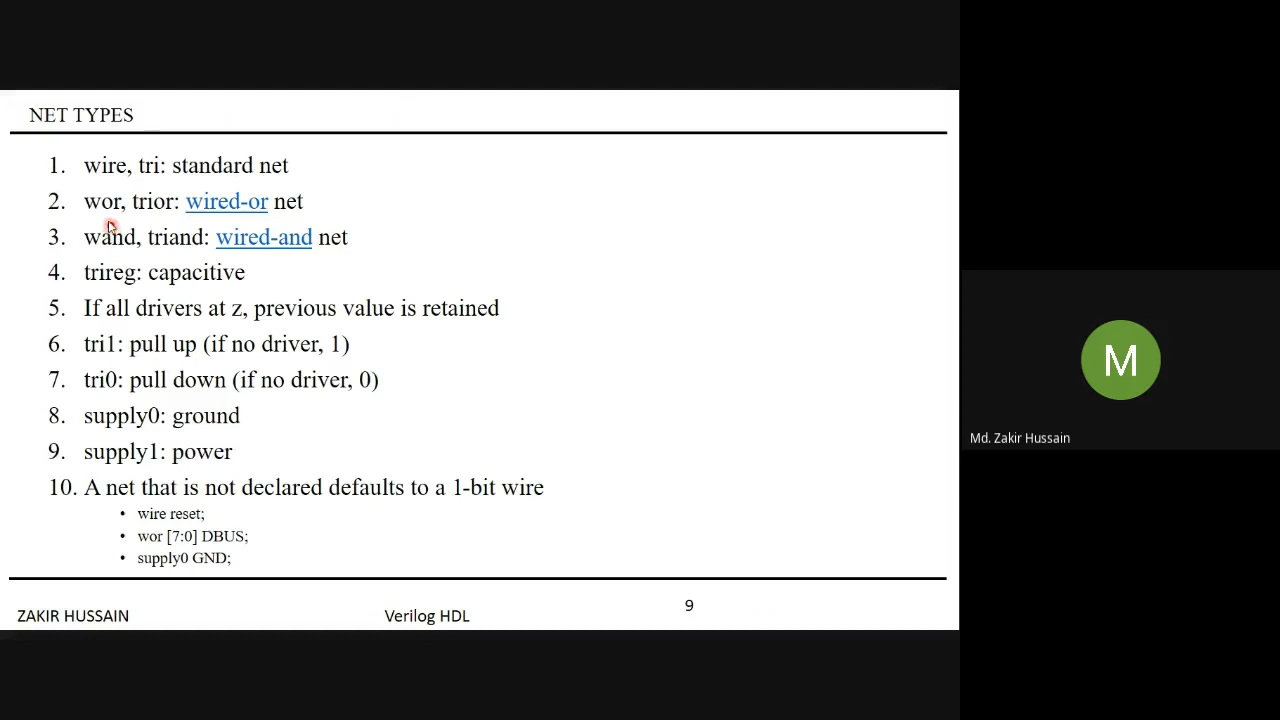 NET TYPES
1. wire, tri: standard net
2. wor, trior: wired-or net
3. wand, triand: wired-and net
4. trireg: capacitive
5. If all drivers at z, previous value is retained
6. tri1: pull up (if no driver, 1)
7. tri0: pull down (if no driver, 0)
8. supply0: ground
9. supply1: power
10. A net that is not declared defaults to a 1-bit wire
• wire reset;
• wor [7:0] DBUS;
• supply0 GND;
ZAKIR HUSSAIN
Verilog HDL
9
M
Md. Zakir Hussain